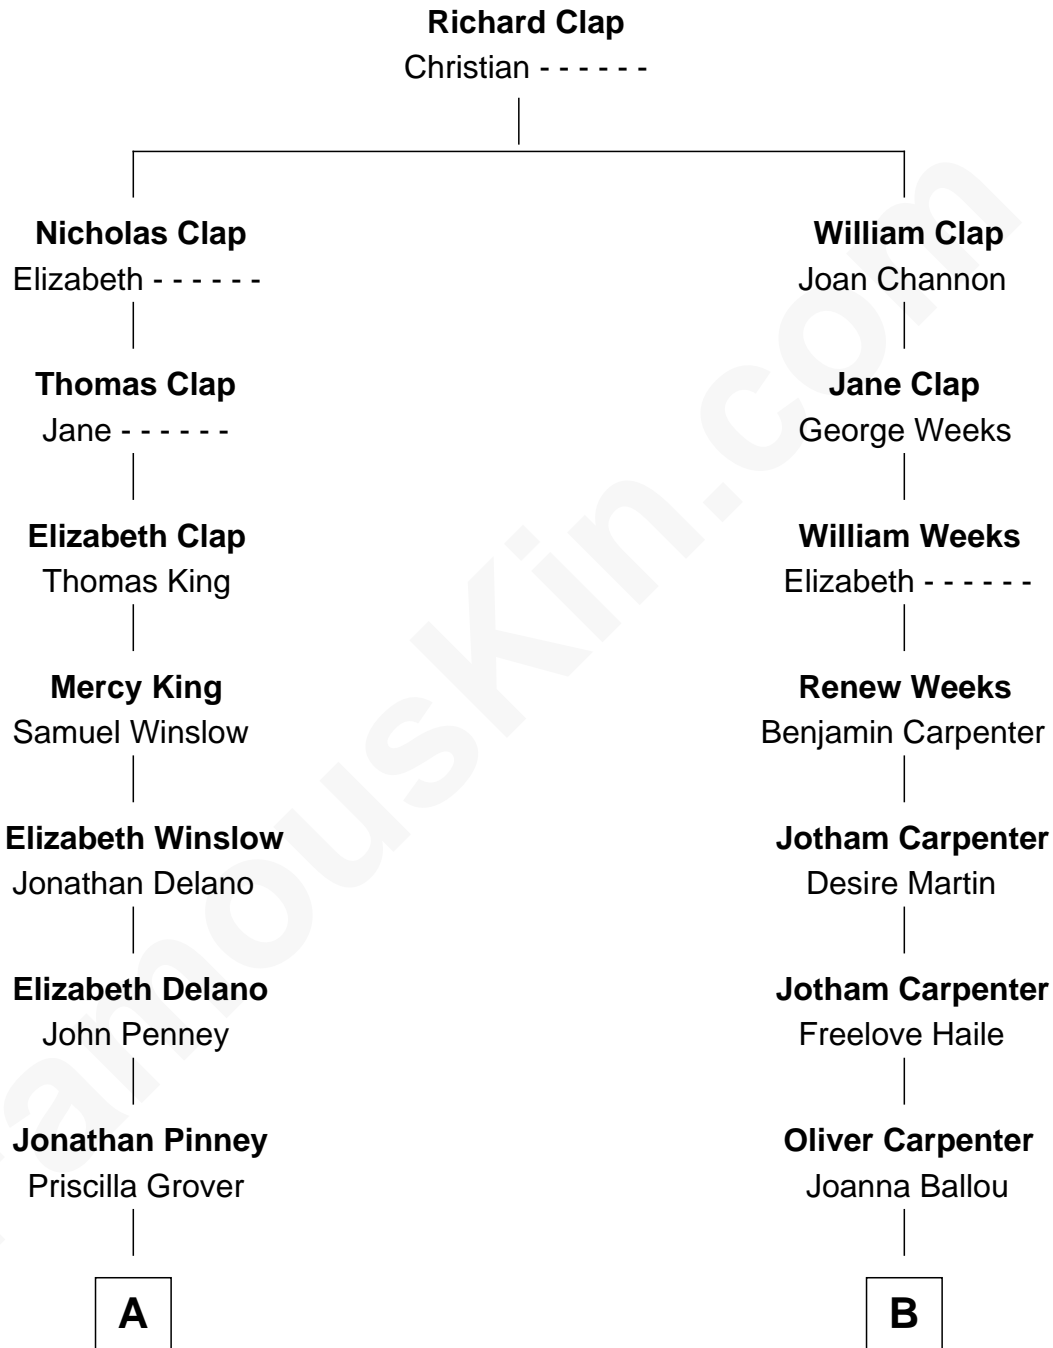 Richard Clap
Christian - - - - - -
Nicholas Clap
Elizabeth - - - - - -
Thomas Clap
Jane - - - - - -
Elizabeth Clap
Thomas King
Mercy King
Samuel Winslow
Elizabeth Winslow
Jonathan Delano
Elizabeth Delano
John Penney
Jonathan Pinney
Priscilla Grover
A
William Clap
Joan Channon
Jane Clap
George Weeks
William Weeks
Elizabeth - - - - - -
Renew Weeks
Benjamin Carpenter
Jotham Carpenter
Desire Martin
Jotham Carpenter
Freelove Haile
Oliver Carpenter
Joanna Ballou
B
FamousKin.com